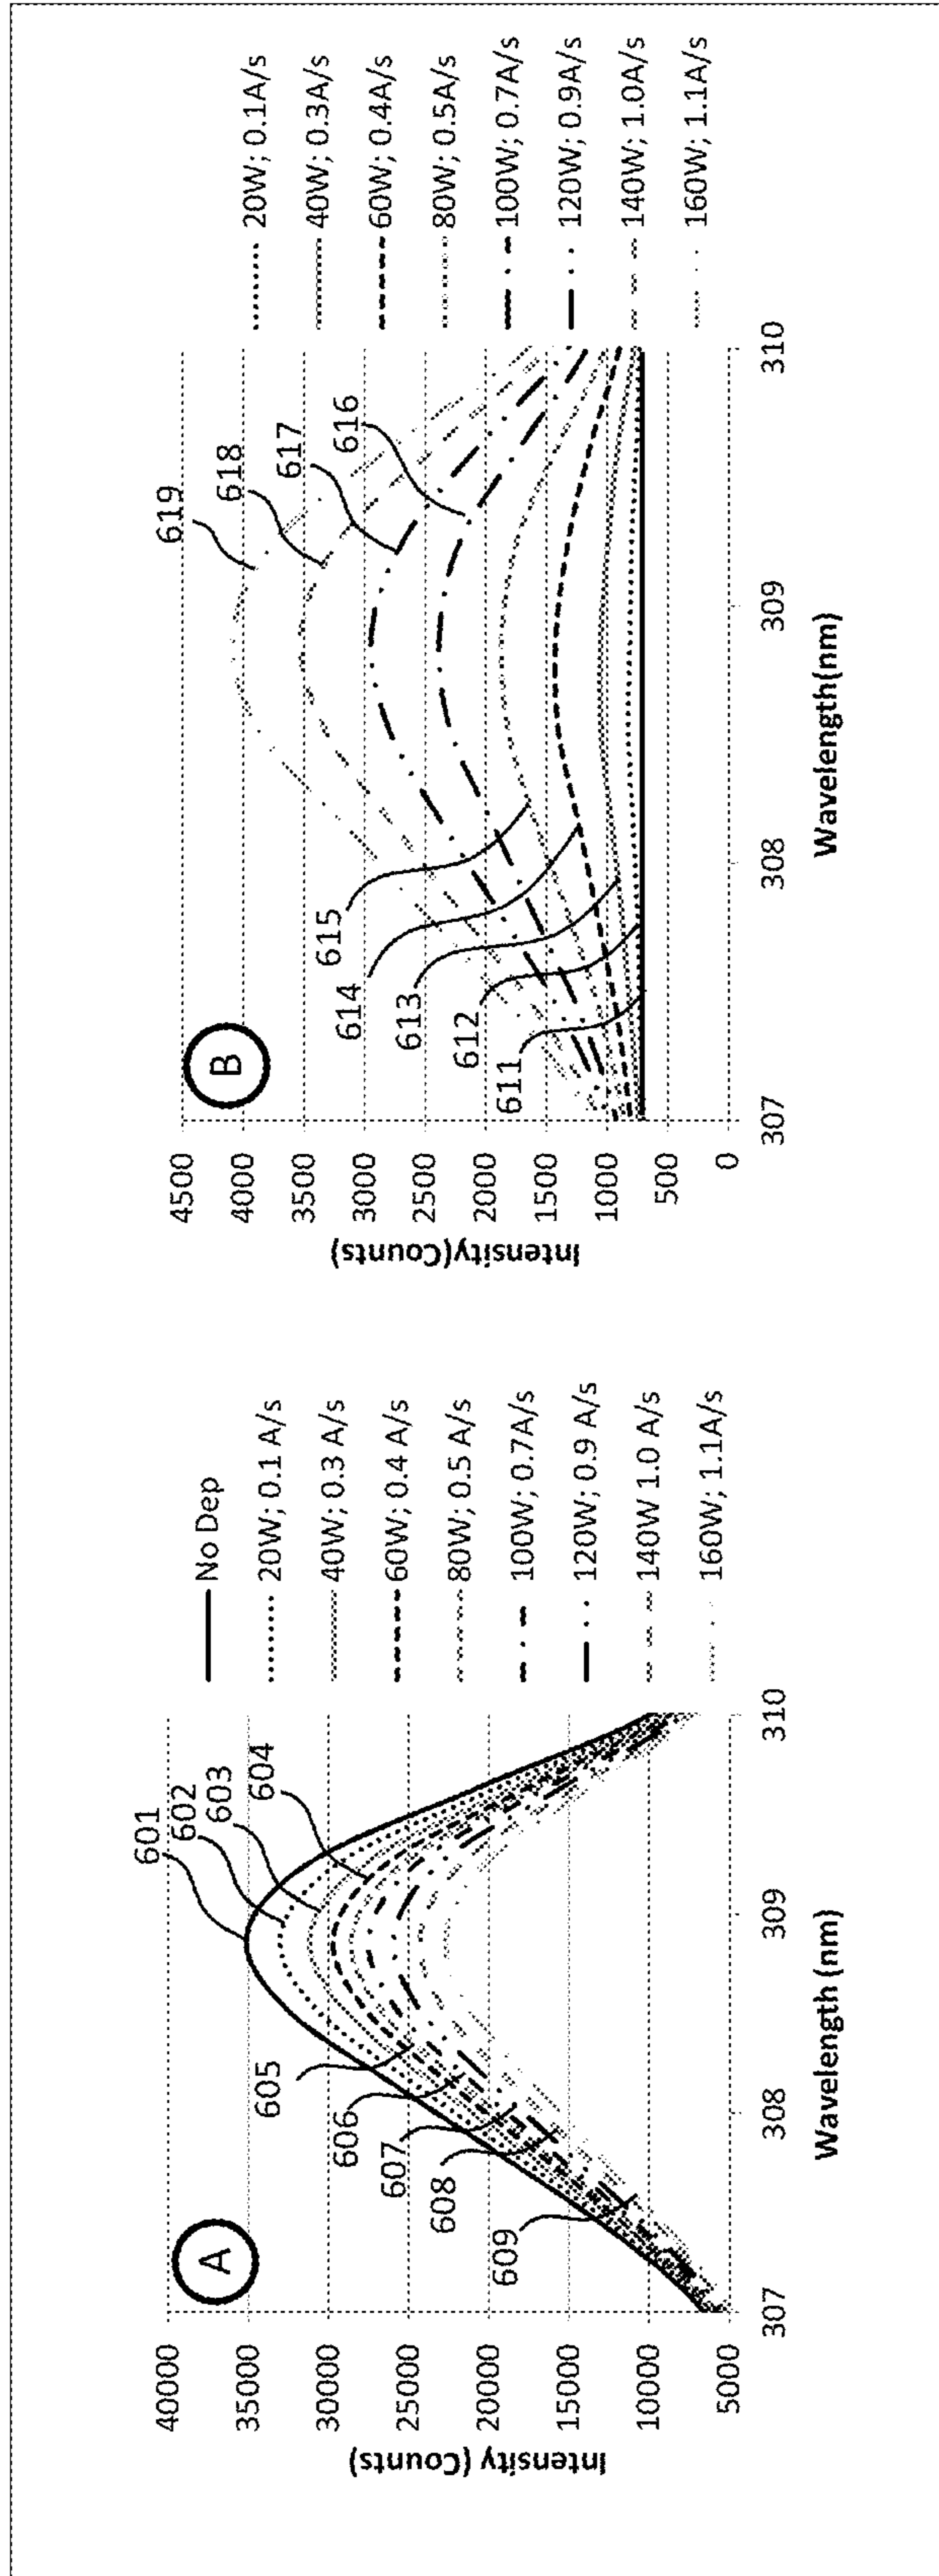 A
Intensity (Counts)
40000
35000
30000
25000
20000
15000
10000
5000
307
308
309
310
Wavelength (nm)
601
602
603
604
605
606
607
608
609
No Dep
20W; 0.1 A/s
40W; 0.3 A/s
60W; 0.4 A/s
80W; 0.5 A/s
100W; 0.7A/s
120W; 0.9 A/s
140W 1.0 A/s
160W; 1.1A/s
B
Intensity(Counts)
4500
4000
3500
3000
2500
2000
1500
1000
500
0
307
308
309
310
Wavelength(nm)
611
612
613
614
615
616
617
618
619
20W; 0.1A/s
40W; 0.3A/s
60W; 0.4A/s
80W; 0.5A/s
100W; 0.7A/s
120W; 0.9A/s
140W; 1.0A/s
160W; 1.1A/s